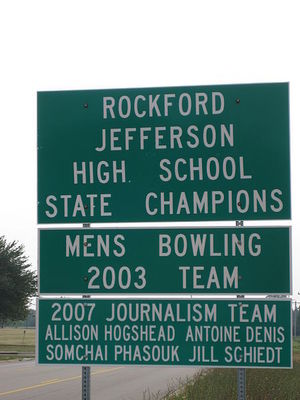 ROCKFORD
JEFFERSON
HIGH SCHOOL
STATE CHAMPIONS
MENS BOWLING
2003 TEAM
2007 JOURNALISM TEAM
ALLISON HOGSHEAD ANTOINE DENIS
SOMCHAI PHASOUK JILL SCHIEDT